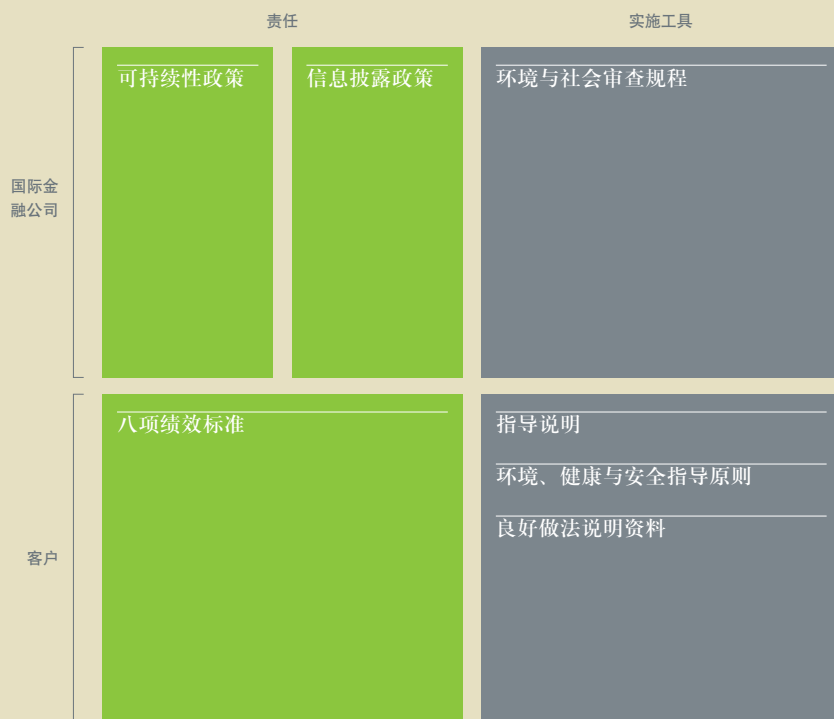 责任
实施工具
国际金
融公司
可持续性政策
信息披露政策
环境与社会审查规程
客户
八项绩效标准
指导说明
环境、健康与安全指导原则
良好做法说明资料